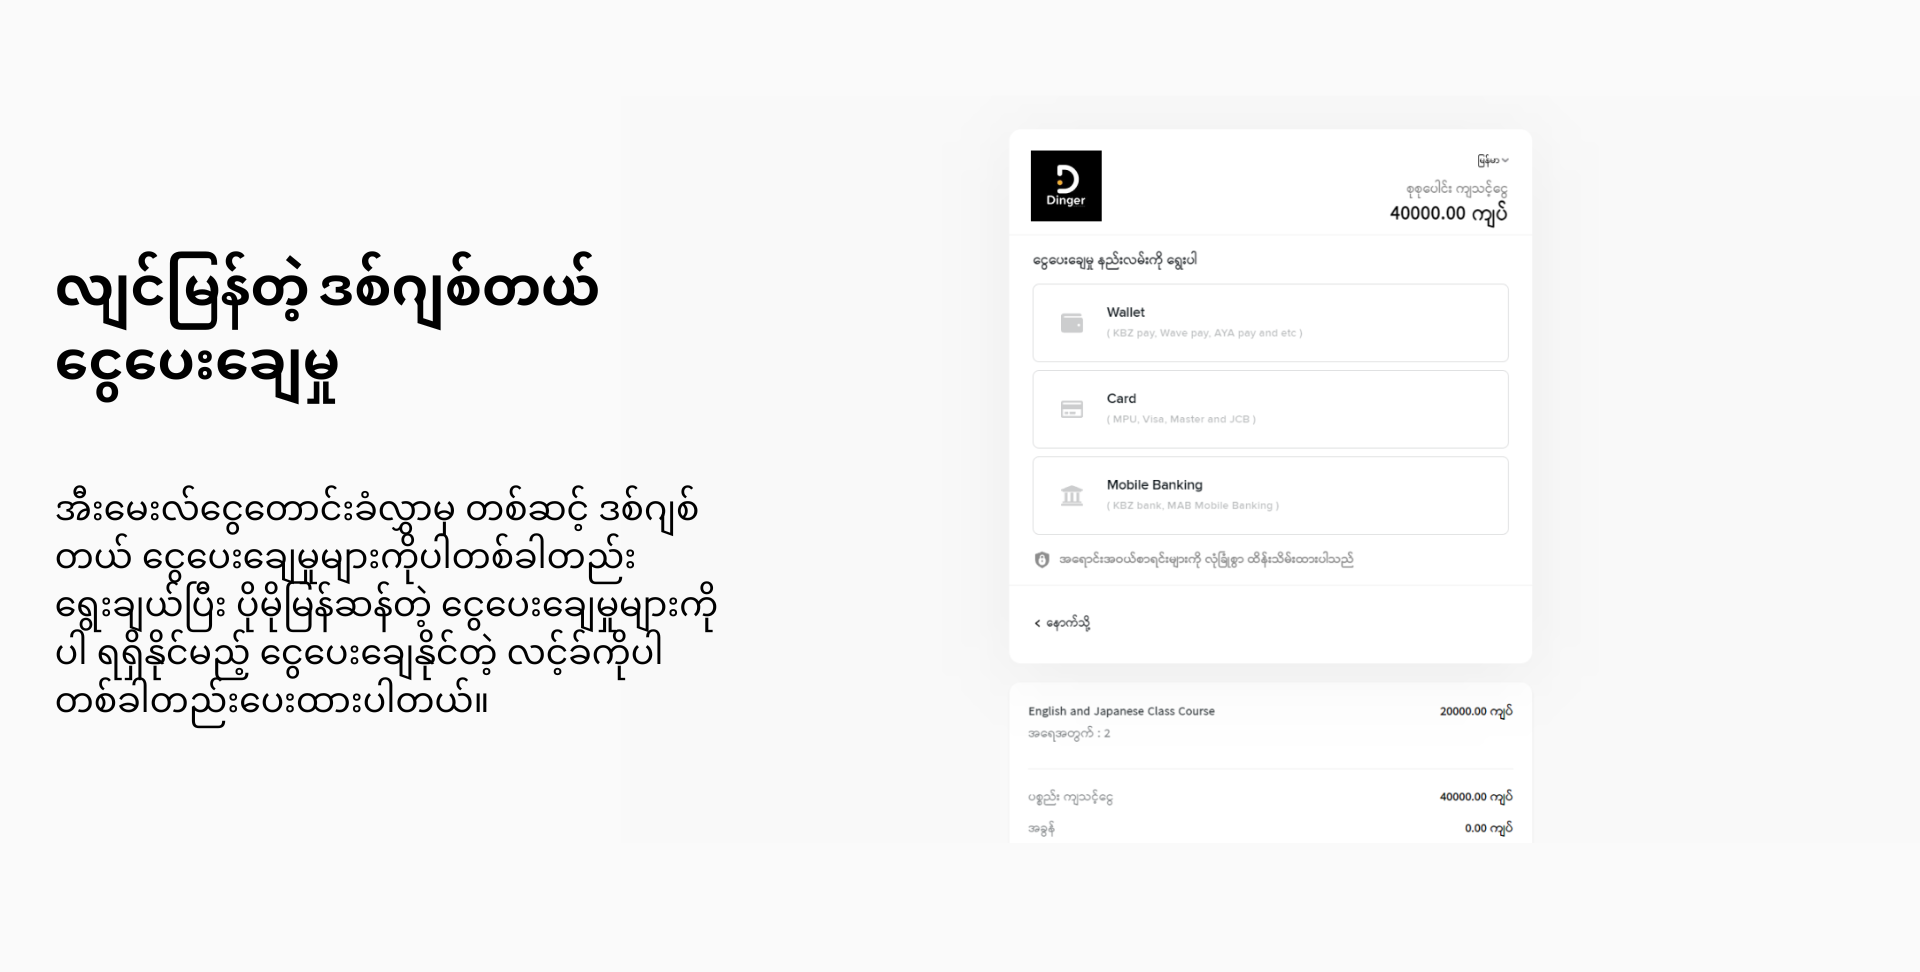 လျင်မြန်တဲ့ ဒစ်ဂျစ်တယ်
ငွေပေးချေမှု
အီးမေးလ်ငွေတောင်းခံလွှာမှ တစ်ဆင့် ဒစ်ဂျစ်
တယ် ငွေပေးချေမှုများကိုပါတစ်ခါတည်း
ရွေးချယ်ပြီး ပိုမိုမြန်ဆန်တဲ့ ငွေပေးချေမှုများကို
ပါ ရရှိနိုင်မည့် ငွေပေးချေနိုင်တဲ့ လင့်ခ်ကိုပါ
တစ်ခါတည်းပေးထားပါတယ်။
Dinger
မြန်မာ
စုစုပေါင်း ကျသင့်ငွေ
40000.00 ကျပ်
ငွေပေးချေမှု နည်းလမ်းကို ရွေးပါ
Wallet
( KBZ pay, Wave pay, AYA pay and etc )
Card
( MPU, Visa, Master and JCB )
Mobile Banking
( KBZ bank, MAB Mobile Banking )
အရောင်းအဝယ်စာရင်းများကို လုံခြုံစွာ ထိန်းသိမ်းထားပါသည်
< နောက်သို့
English and Japanese Class Course 20000.00 ကျပ်
အရေအတွက် : 2
ပစ္စည်း ကျသင့်ငွေ 40000.00 ကျပ်
အခွန် 0.00 ကျပ်